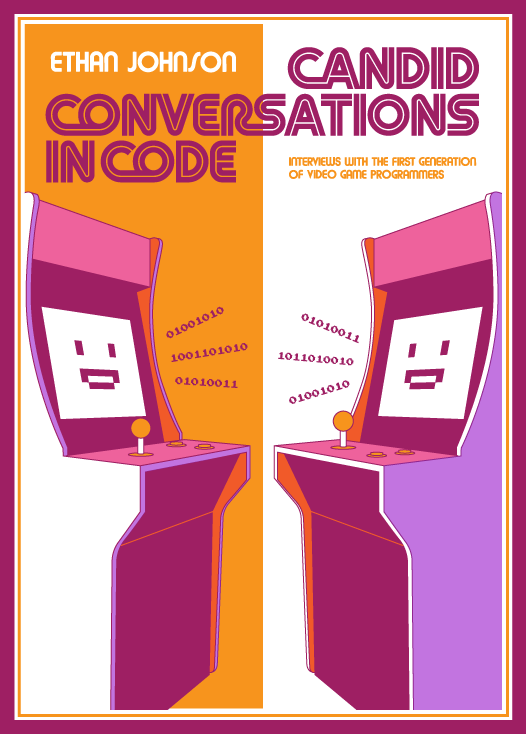 ETHAN JOHNSON
CANDID
CONVERSATIONS
IN CODE
INTERVIEWS WITH THE FIRST GENERATION
OF VIDEO GAME PROGRAMMERS
01001010
1001101010
01010011
01010011
1011010010
01001010